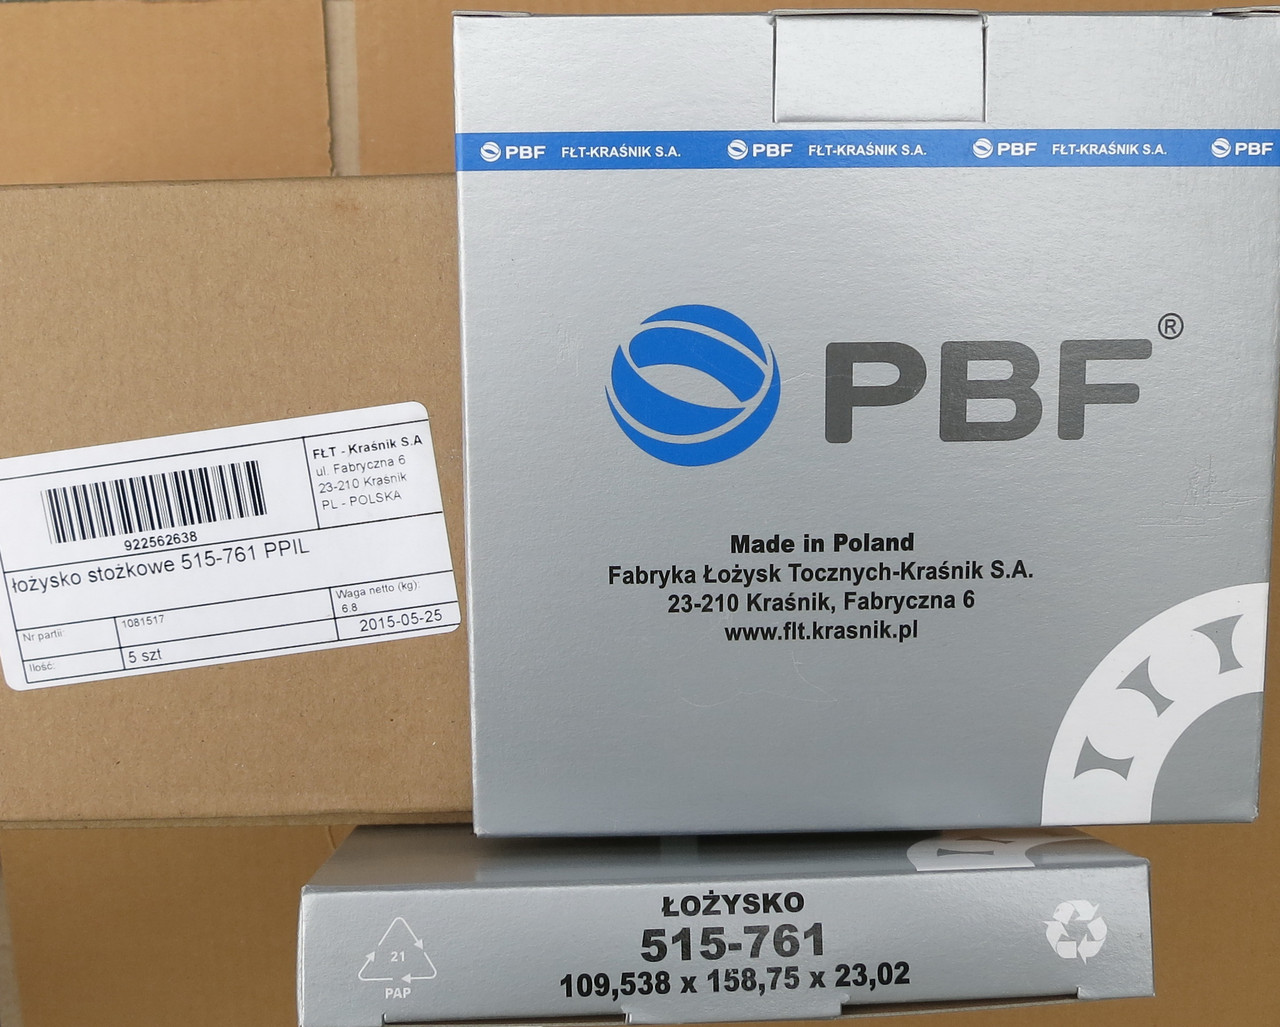 PBF FŁT-KRAŚNIK S.A. PBF FŁT-KRAŚNIK S.A. PBF FŁT-KRAŚNIK S.A. PBF
PBF®
Made in Poland
Fabryka Łożysk Tocznych-Kraśnik S.A.
23-210 Kraśnik, Fabryczna 6
www.flt.krasnik.pl
FŁT - Kraśnik S.A
ul. Fabryczna 6
23-210 Kraśnik
PL - POLSKA
922562638
łożysko stożkowe 515-761 PPIL
Nr partii: 1081517
Waga netto (kg):
6.8
Ilość: 5 szt
2015-05-25
ŁOŻYSKO
515-761
109,538 x 158,75 x 23,02
21
PAP